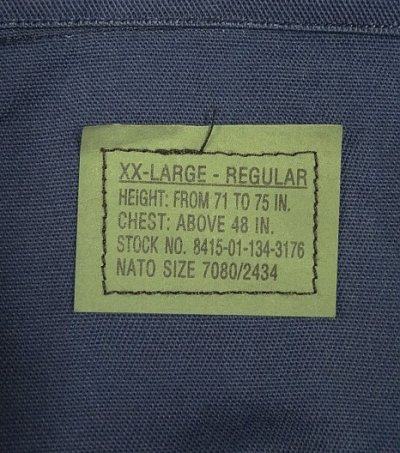 XX-LARGE - REGULAR
HEIGHT: FROM 71 TO 75 IN.
CHEST: ABOVE 48 IN.
STOCK NO. 8415-01-134-3176
NATO SIZE 7080/2434